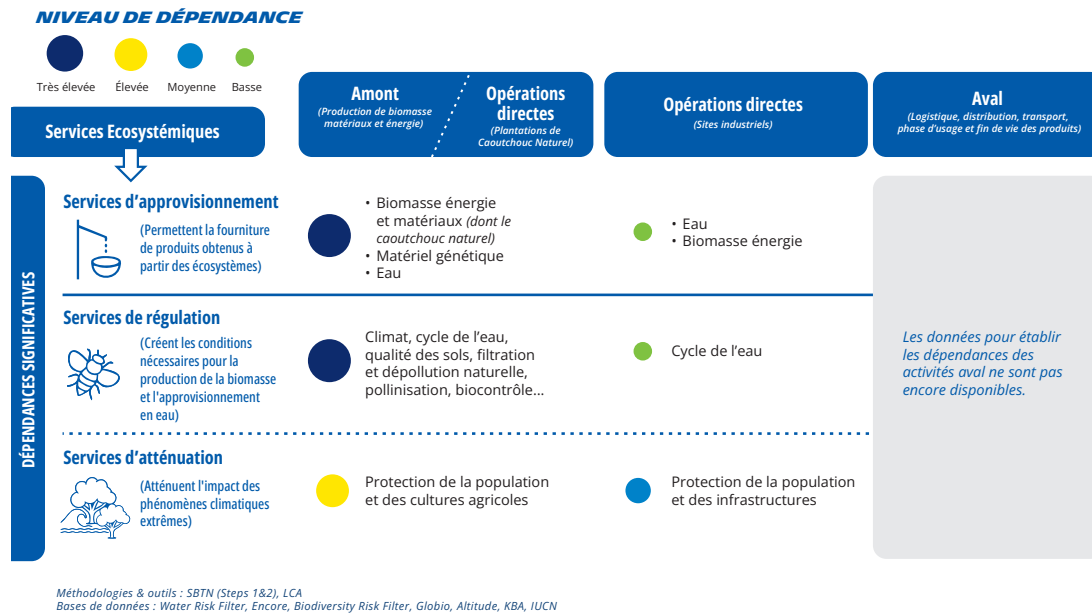 NIVEAU DE DÉPENDANCE
Très élevée
Élevée
Moyenne
Basse
Services Ecosystémiques
Amont
(Production de biomasse
matériaux et énergie)
Opérations
directes
(Plantations de
Caoutchouc Naturel)
Opérations directes
(Sites industriels)
Aval
(Logistique, distribution, transport,
phase d'usage et fin de vie des produits)
DÉPENDANCES SIGNIFICATIVES
Services d'approvisionnement
(Permettent la fourniture
de produits obtenus à
partir des écosystèmes)
• Biomasse énergie
et matériaux (dont le
caoutchouc naturel)
• Matériel génétique
• Eau
• Eau
• Biomasse énergie
Services de régulation
(Créent les conditions
nécessaires pour la
production de la biomasse
et l'approvisionnement
en eau)
Climat, cycle de l'eau,
qualité des sols, filtration
et dépollution naturelle,
pollinisation, biocontrôle...
Cycle de l'eau
Services d'atténuation
(Atténuent l'impact des
phénomènes climatiques
extrêmes)
Protection de la population
et des cultures agricoles
Protection de la population
et des infrastructures
Les données pour établir
les dépendances des
activités aval ne sont pas
encore disponibles.
Méthodologies & outils : SBTN (Steps 1&2), LCA
Bases de données : Water Risk Filter, Encore, Biodiversity Risk Filter, Globio, Altitude, KBA, IUCN